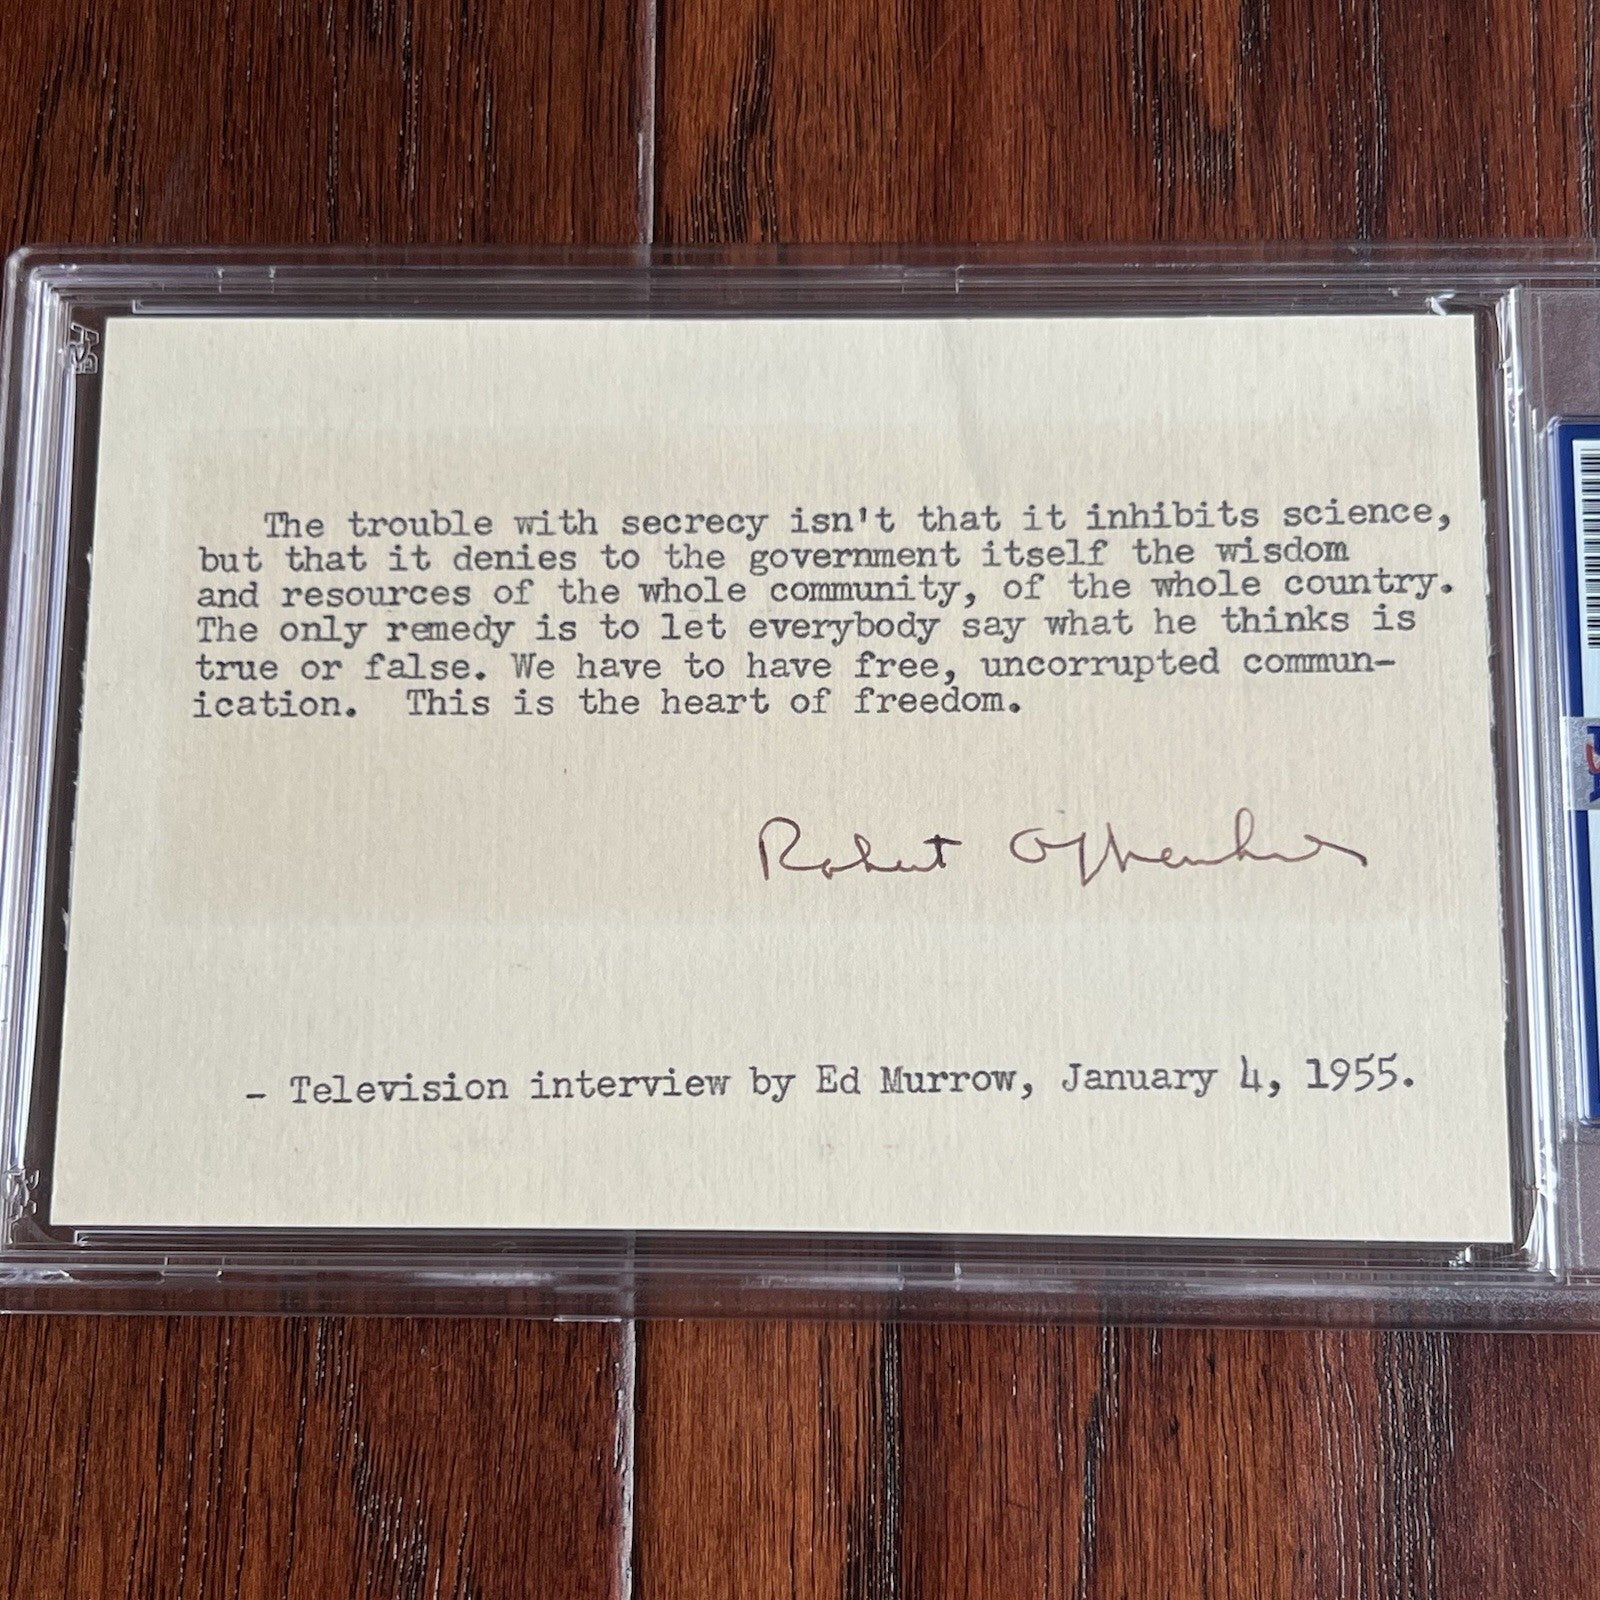 The trouble with secrecy isn't that it inhibits science,
but that it denies to the government itself the wisdom
and resources of the whole community, of the whole country.
The only remedy is to let everybody say what he thinks is
true or false. We have to have free, uncorrupted commun-
ication. This is the heart of freedom.
Robert Oppenheimer
- Television interview by Ed Murrow, January 4, 1955.